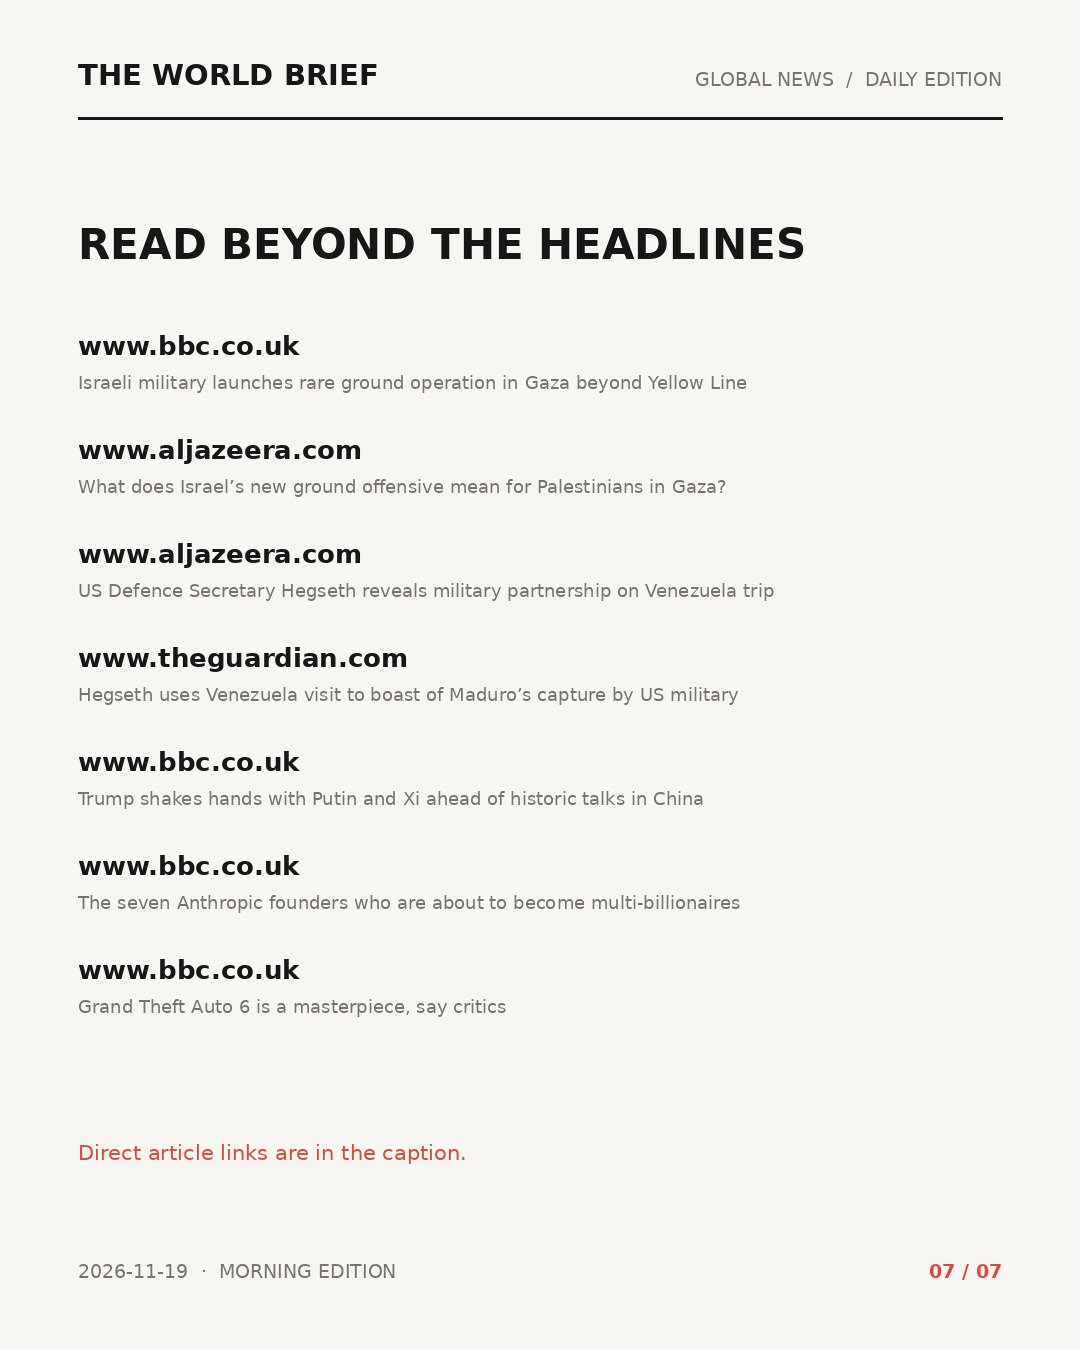 THE WORLD BRIEF
GLOBAL NEWS / DAILY EDITION
READ BEYOND THE HEADLINES
www.bbc.co.uk
Israeli military launches rare ground operation in Gaza beyond Yellow Line
www.aljazeera.com
What does Israel’s new ground offensive mean for Palestinians in Gaza?
www.aljazeera.com
US Defence Secretary Hegseth reveals military partnership on Venezuela trip
www.theguardian.com
Hegseth uses Venezuela visit to boast of Maduro’s capture by US military
www.bbc.co.uk
Trump shakes hands with Putin and Xi ahead of historic talks in China
www.bbc.co.uk
The seven Anthropic founders who are about to become multi-billionaires
www.bbc.co.uk
Grand Theft Auto 6 is a masterpiece, say critics
Direct article links are in the caption.
2026-11-19 · MORNING EDITION
07 / 07